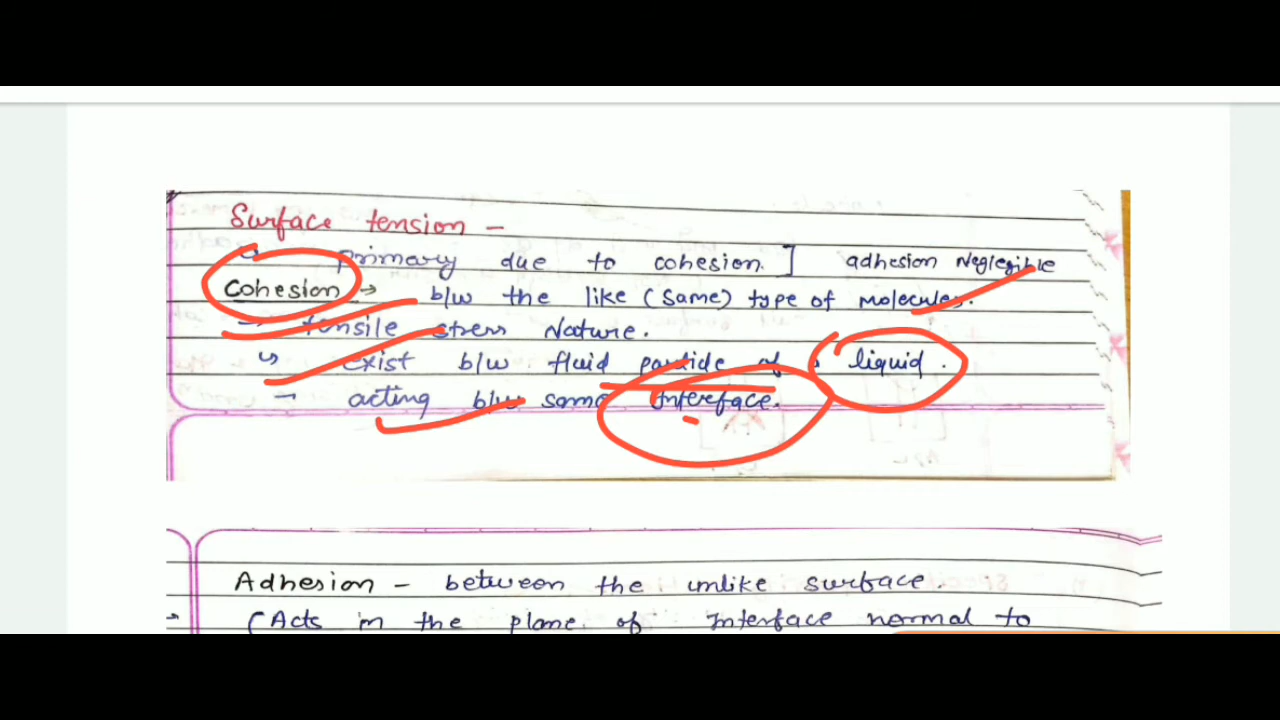 Surface tension -
↳ primary due to cohesion ] adhesion Neglegible
Cohesion → b/w the like (same) type of molecules.
→ tensile stress Nature.
↳ exist b/w fluid particle of liquid.
→ acting b/w same Interface.
Adhesion - between the unlike surface.
→ (Acts in the plane of Interface normal to